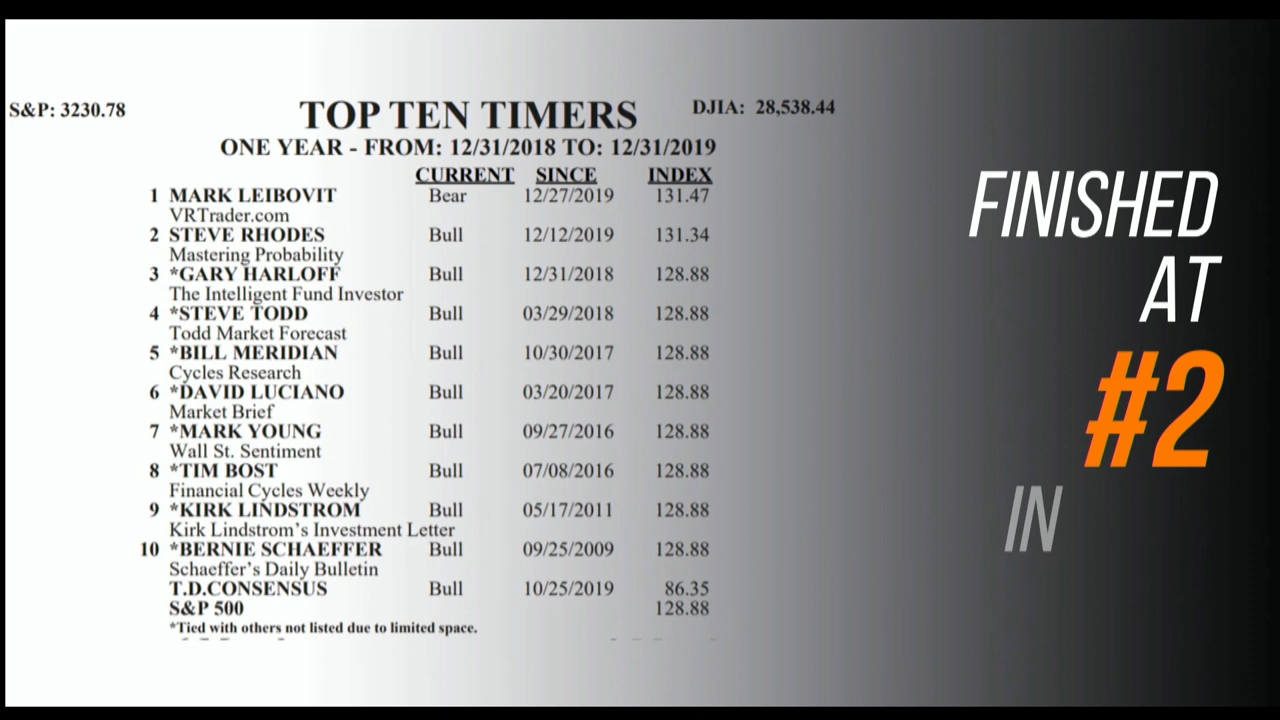 S&P: 3230.78 TOP TEN TIMERS DJIA: 28,538.44
ONE YEAR - FROM: 12/31/2018 TO: 12/31/2019
CURRENT SINCE INDEX
1 MARK LEIBOVIT Bear 12/27/2019 131.47
VRTrader.com
2 STEVE RHODES Bull 12/12/2019 131.34
Mastering Probability
3 *GARY HARLOFF Bull 12/31/2018 128.88
The Intelligent Fund Investor
4 *STEVE TODD Bull 03/29/2018 128.88
Todd Market Forecast
5 *BILL MERIDIAN Bull 10/30/2017 128.88
Cycles Research
6 *DAVID LUCIANO Bull 03/20/2017 128.88
Market Brief
7 *MARK YOUNG Bull 09/27/2016 128.88
Wall St. Sentiment
8 *TIM BOST Bull 07/08/2016 128.88
Financial Cycles Weekly
9 *KIRK LINDSTROM Bull 05/17/2011 128.88
Kirk Lindstrom's Investment Letter
10 *BERNIE SCHAEFFER Bull 09/25/2009 128.88
Schaeffer's Daily Bulletin
T.D.CONSENSUS Bull 10/25/2019 86.35
S&P 500 128.88
*Tied with others not listed due to limited space.
FINISHED
AT
#2
IN